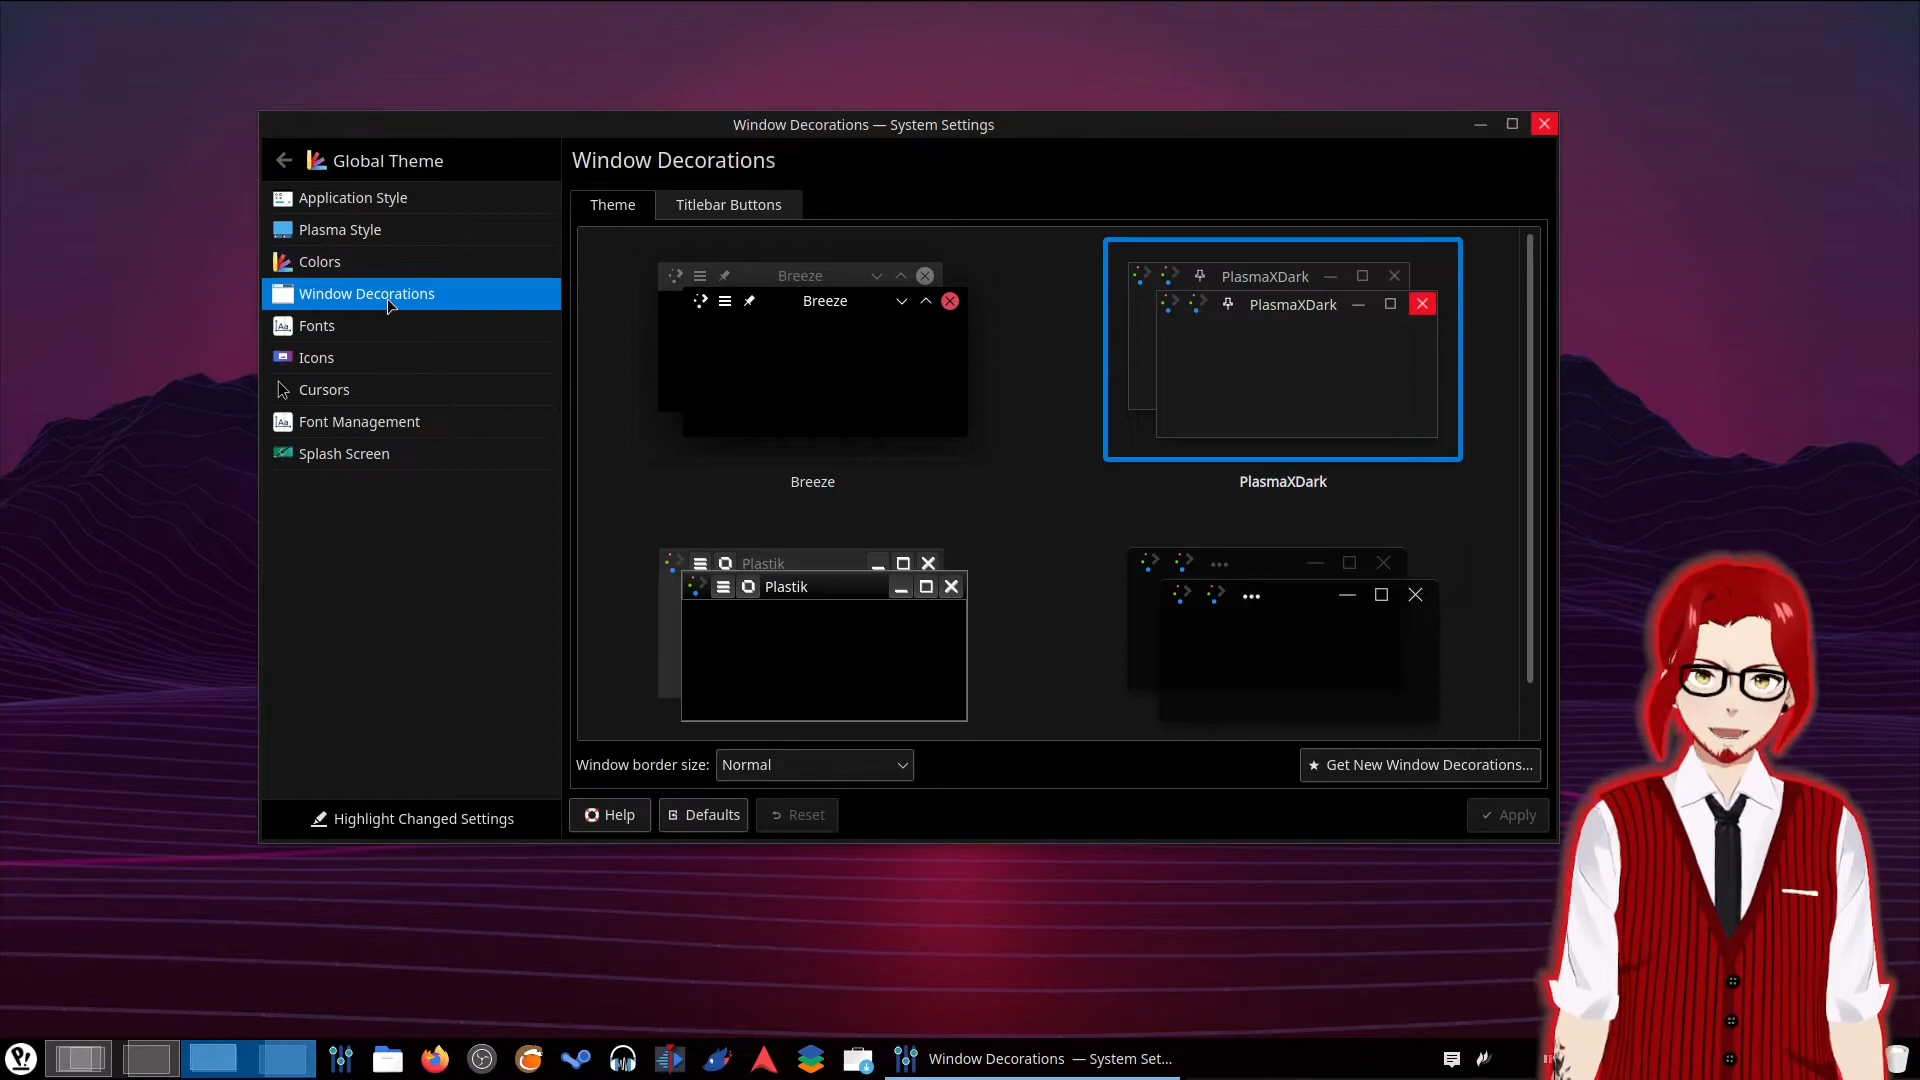 Window Decorations — System Settings
Global Theme
Application Style
Plasma Style
Colors
Window Decorations
Fonts
Icons
Cursors
Font Management
Splash Screen
Highlight Changed Settings
Window Decorations
Theme
Titlebar Buttons
Breeze
Breeze
Breeze
PlasmaXDark
PlasmaXDark
PlasmaXDark
Plastik
Plastik
Window border size:
Normal
Get New Window Decorations...
Help
Defaults
Reset
Apply
Window Decorations — System Set...